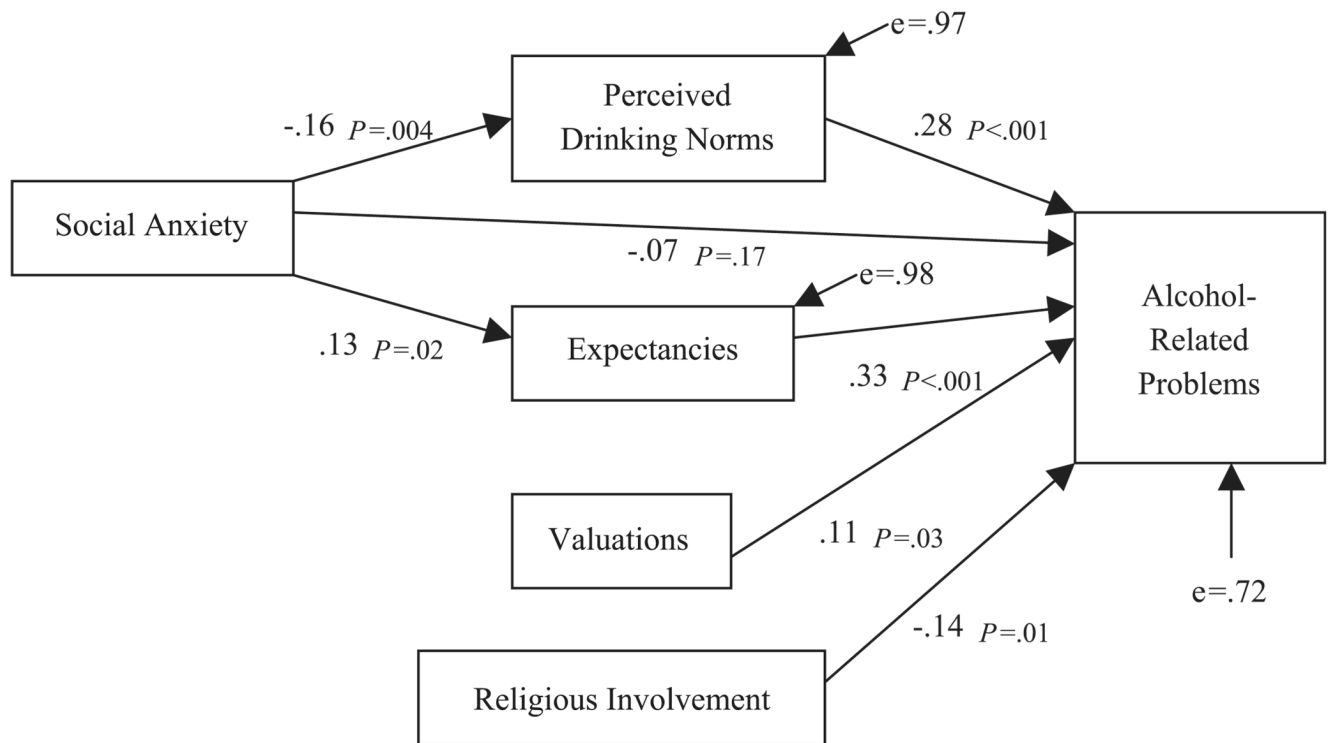 e=.97
Perceived
Drinking Norms
-.16 P=.004
.28 P<.001
Social Anxiety
-.07 P=.17
e=.98
Alcohol-
Related
Problems
.13 P=.02
Expectancies
.33 P<.001
Valuations
.11 P=.03
e=.72
-.14 P=.01
Religious Involvement